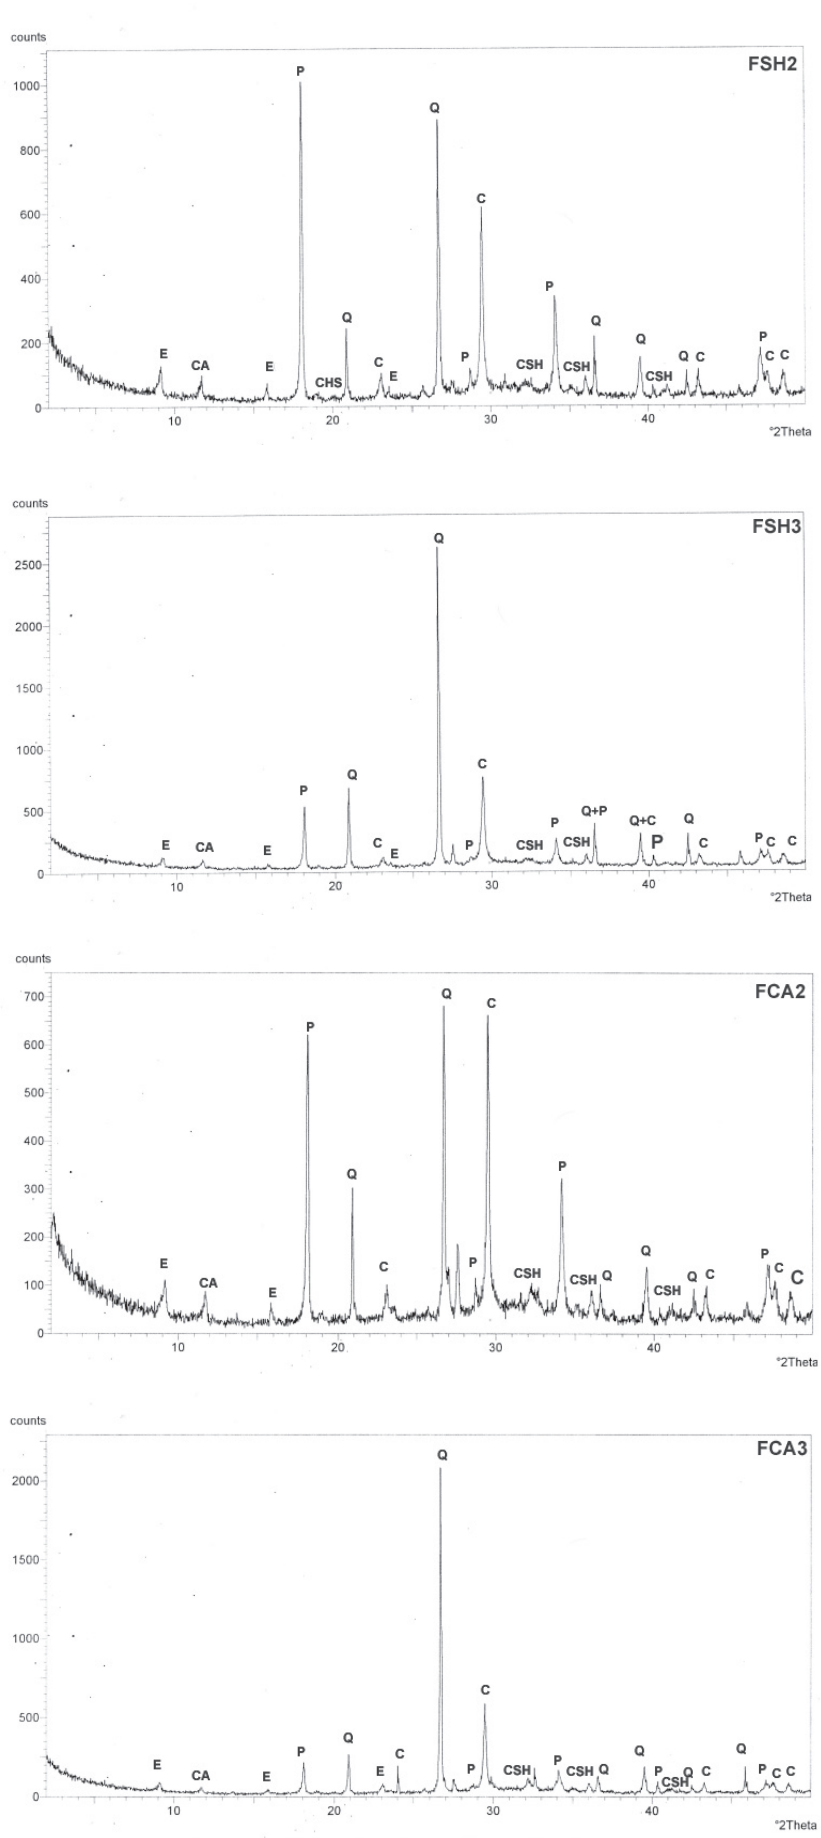 counts
FSH2
P
1000
Q
800
C
600
400
P
Q
Q
Q
P
200
E
CA
E
CHS
C
E
P
CSH
CSH
CSH
Q
C
C
C
0
10
20
30
40
°2Theta
counts
FSH3
Q
2500
2000
1500
1000
Q
C
P
500
Q+P
Q+C
Q
P
P
E
CA
E
C
E
P
CSH
CSH
C
P
C
C
0
10
20
30
40
°2Theta
counts
FCA2
700
Q
C
P
600
500
400
P
300
Q
200
Q
P
E
CA
E
C
P
CSH
CSH
Q
CSH
Q
C
C
C
100
0
10
20
30
40
°2Theta
counts
FCA3
Q
2000
1500
1000
C
500
P
Q
C
P
Q
Q
E
CA
E
E
P
CSH
CSH
Q
P
CSH
Q
C
P
C
C
0
10
20
30
40
°2Theta